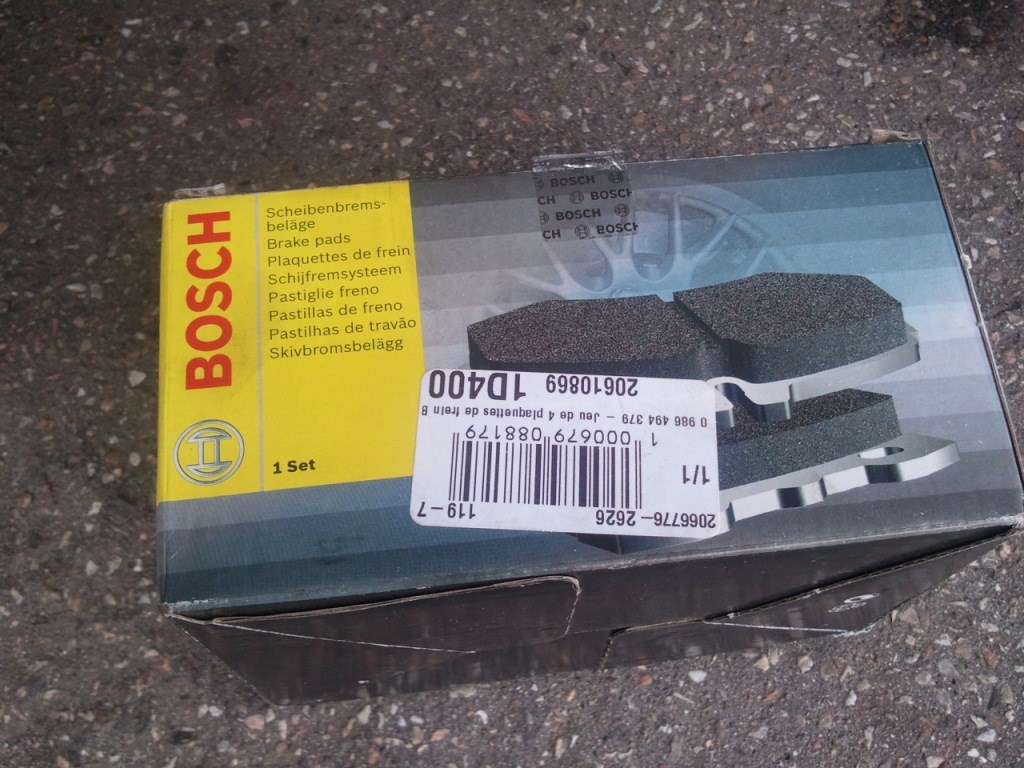 BOSCH
Scheibenbrems-
beläge
Brake pads
Plaquettes de frein
Schijfremsysteem
Pastiglie freno
Pastillas de freno
Pastilhas de travão
Skivbromsbelägg
1 Set
BOSCH
CH BOSCH
BOSCH
CH BOSCH
2066776-2626 119-7
1/1
1 000679 088179
0 986 494 379 - Jeu de 4 plaquettes de frein B
20610869 1D400